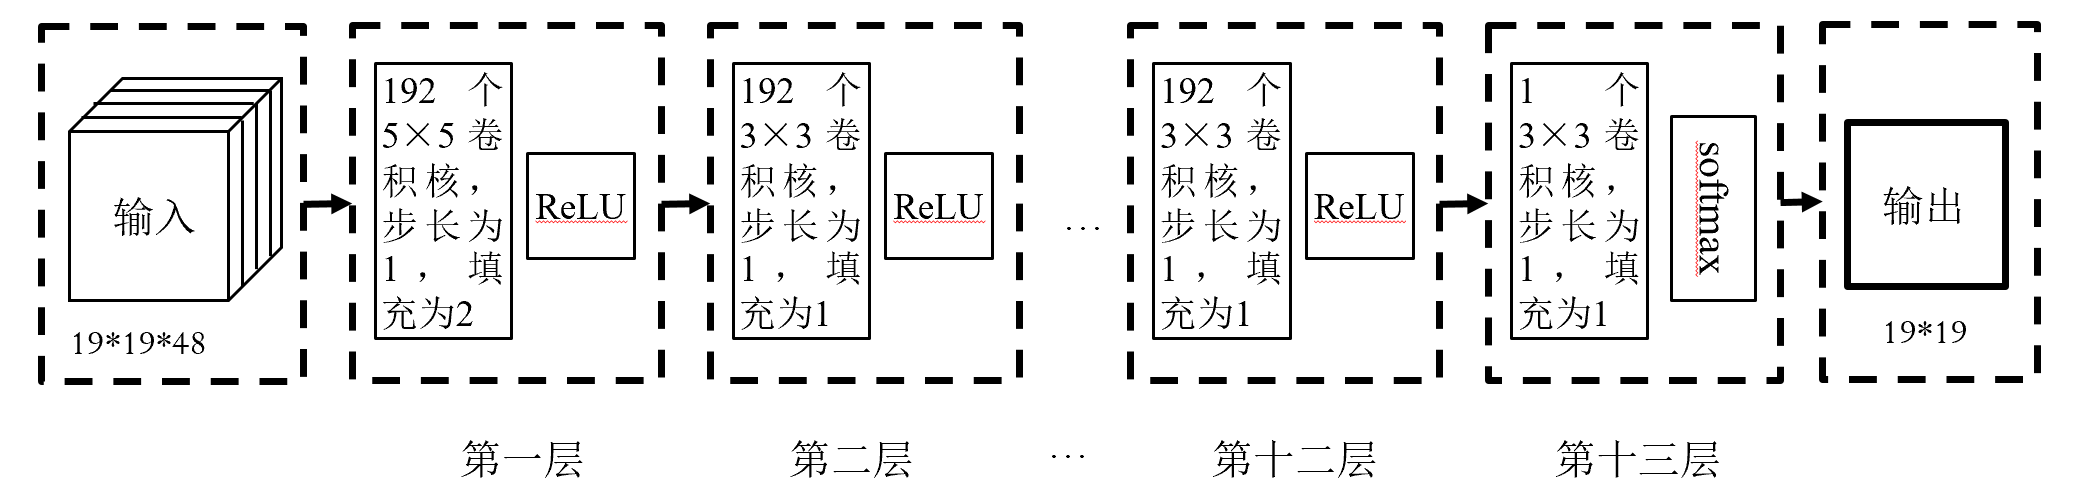 输入
19*19*48
192 个
5×5 卷
积核，
步长为
1，填
充为2
ReLU
192 个
3×3 卷
积核，
步长为
1，填
充为1
ReLU
…
192 个
3×3 卷
积核，
步长为
1，填
充为1
ReLU
1 个
3×3 卷
积核，
步长为
1，填
充为1
softmax
输出
19*19
第一层
第二层
…
第十二层
第十三层